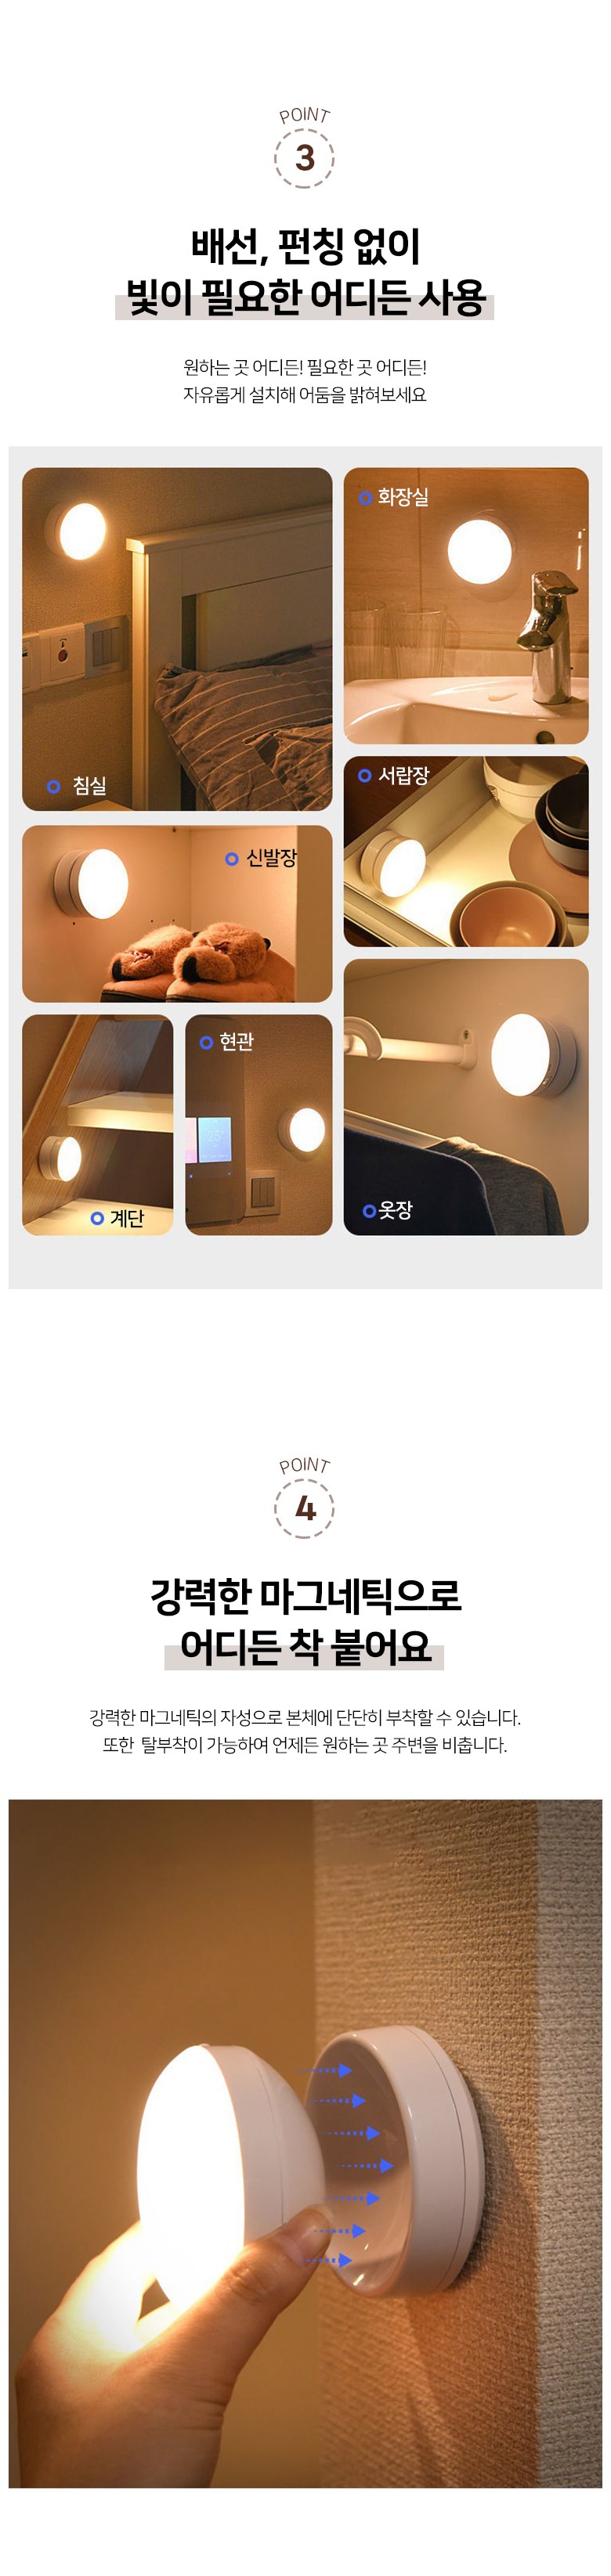 POINT
3
배선, 펀칭 없이
빛이 필요한 어디든 사용
원하는 곳 어디든! 필요한 곳 어디든!
자유롭게 설치해 어둠을 밝혀보세요
침실
화장실
서랍장
신발장
계단
현관
옷장
POINT
4
강력한 마그네틱으로
어디든 착 붙어요
강력한 마그네틱의 자성으로 본체에 단단히 부착할 수 있습니다.
또한 탈부착이 가능하여 언제든 원하는 곳 주변을 비춥니다.